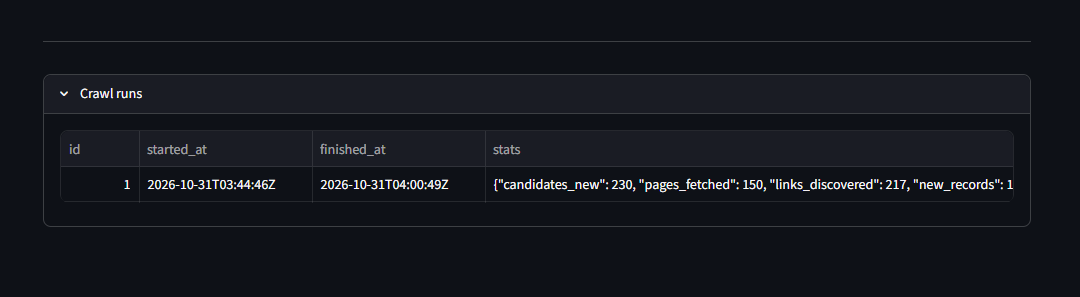 Crawl runs
id started_at finished_at stats
1 2026-10-31T03:44:46Z 2026-10-31T04:00:49Z {"candidates_new": 230, "pages_fetched": 150, "links_discovered": 217, "new_records": 1